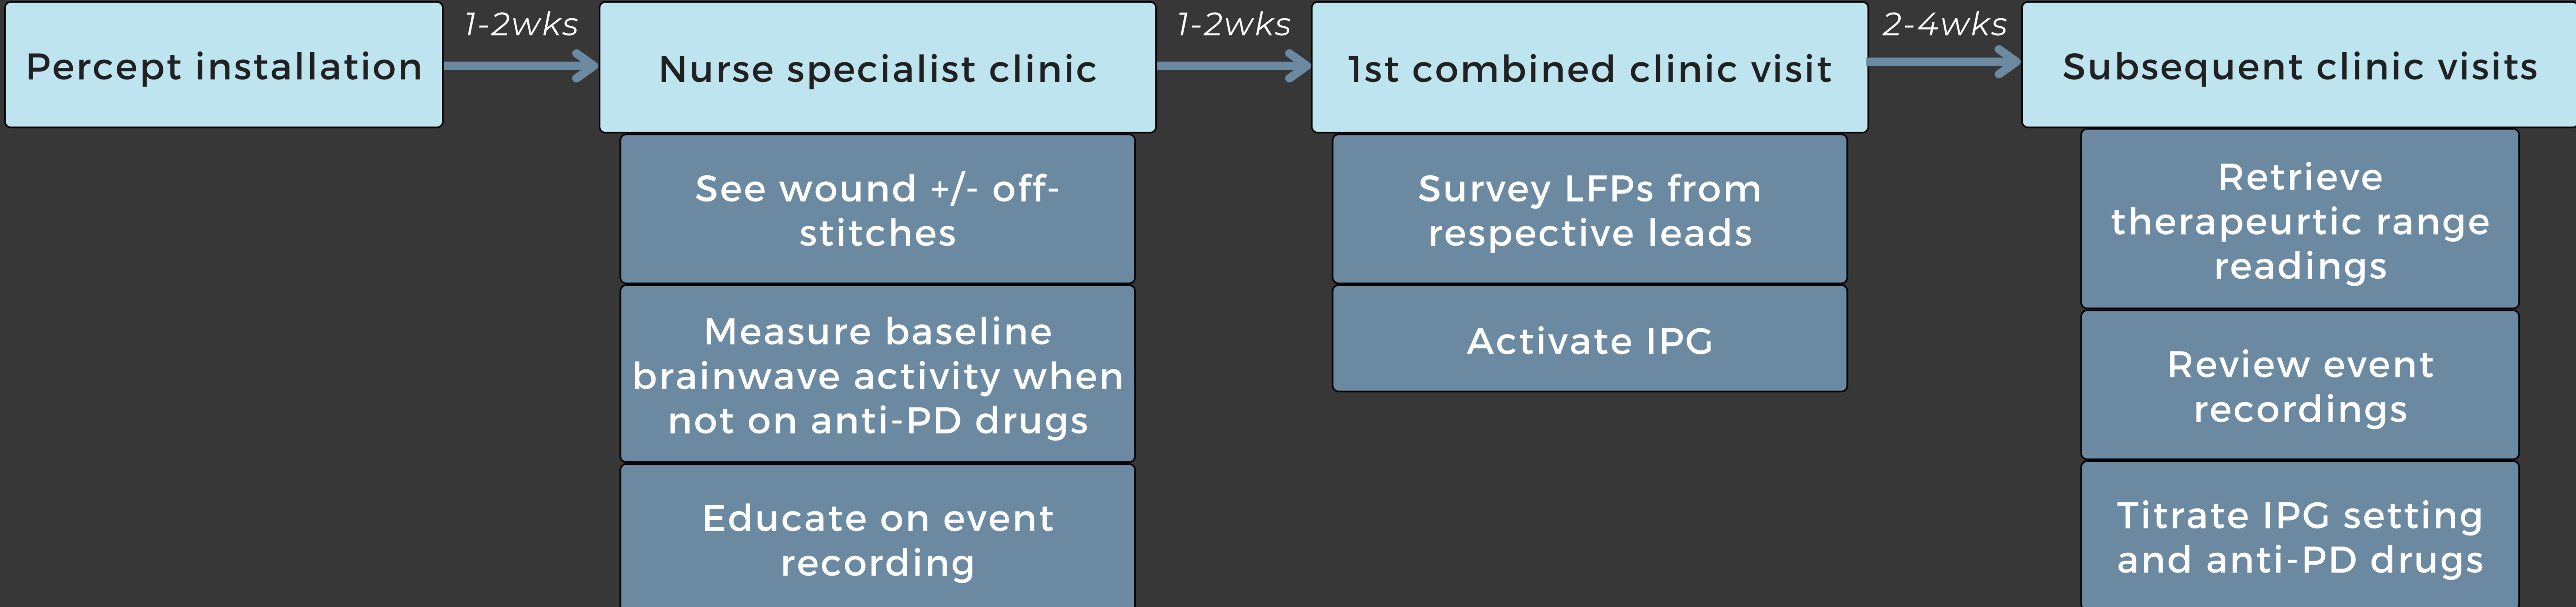 Percept installation
1-2wks
Nurse specialist clinic
See wound +/- off-
stitches
Measure baseline
brainwave activity when
not on anti-PD drugs
Educate on event
recording
1-2wks
1st combined clinic visit
Survey LFPs from
respective leads
Activate IPG
2-4wks
Subsequent clinic visits
Retrieve
therapeurtic range
readings
Review event
recordings
Titrate IPG setting
and anti-PD drugs